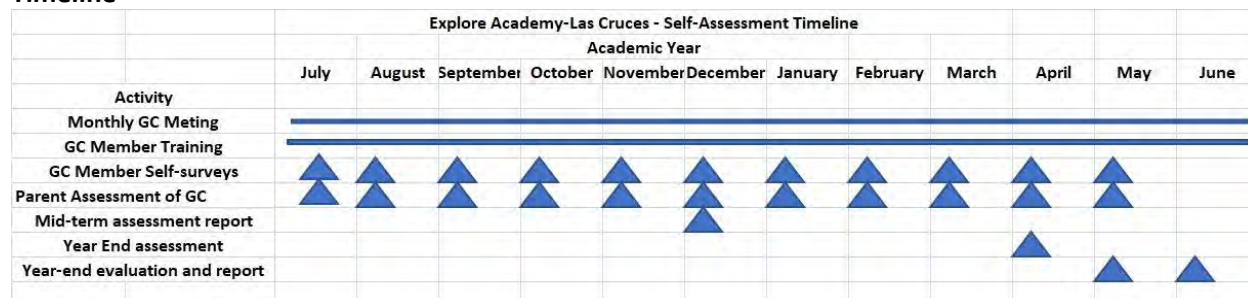 Timeline
Explore Academy-Las Cruces - Self-Assessment Timeline
Academic Year
July August September October November December January February March April May June
Activity
Monthly GC Meting
GC Member Training
GC Member Self-surveys
Parent Assessment of GC
Mid-term assessment report
Year End assessment
Year-end evaluation and report